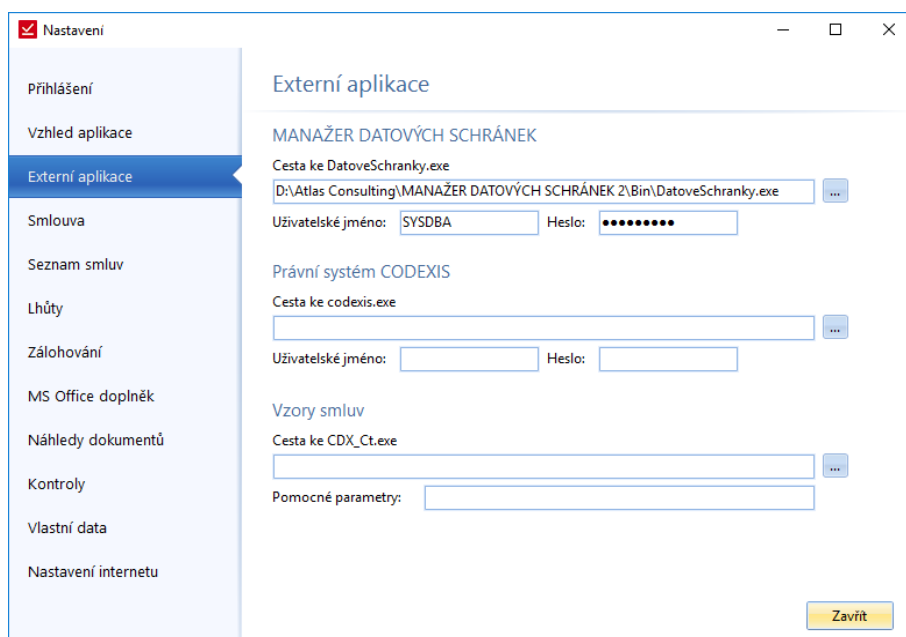 Nastavení
Přihlášení
Vzhled aplikace
Externí aplikace
Smlouva
Seznam smluv
Lhůty
Zálohování
MS Office doplněk
Náhledy dokumentů
Kontroly
Vlastní data
Nastavení internetu
Externí aplikace
MANAŽER DATOVÝCH SCHRÁNEK
Cesta ke DatoveSchranky.exe
D:\Atlas Consulting\MANAŽER DATOVÝCH SCHRÁNEK 2\Bin\DatoveSchranky.exe ...
Uživatelské jméno: SYSDBA Heslo: •••••••••
Právní systém CODEXIS
Cesta ke codexis.exe
...
Uživatelské jméno: Heslo:
Vzory smluv
Cesta ke CDX_Ct.exe
...
Pomocné parametry:
Zavřít